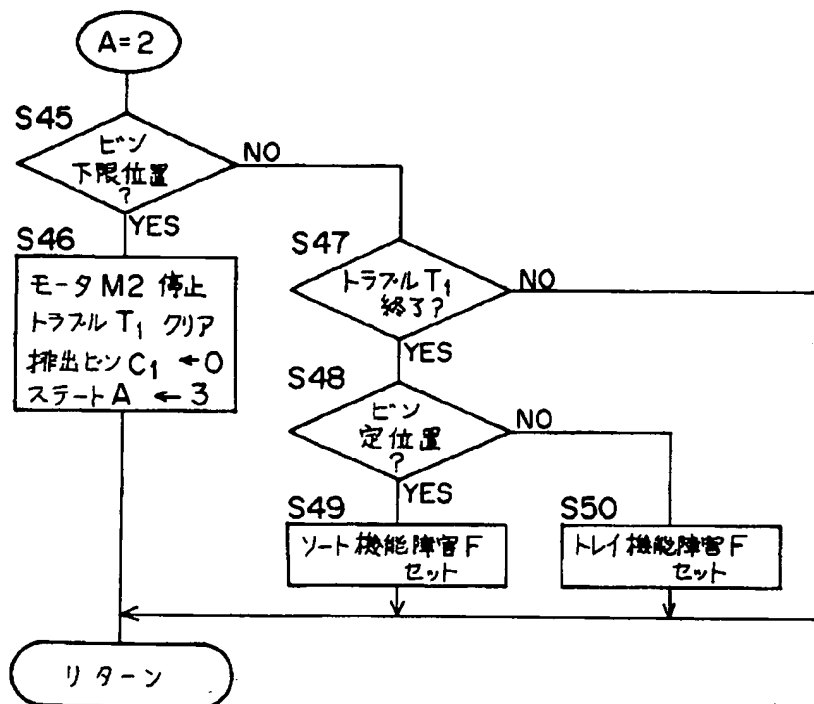 A=2
S45
ビン
下限位置
?
NO
YES
S46
モータ M2 停止
トラブル T1 クリア
排出ビン C1 ←0
ステート A ←3
S47
トラブル T1
終了?
NO
YES
S48
ビン
定位置
?
NO
YES
S49
ソート機能障害 F
セット
S50
トレイ機能障害 F
セット
リターン